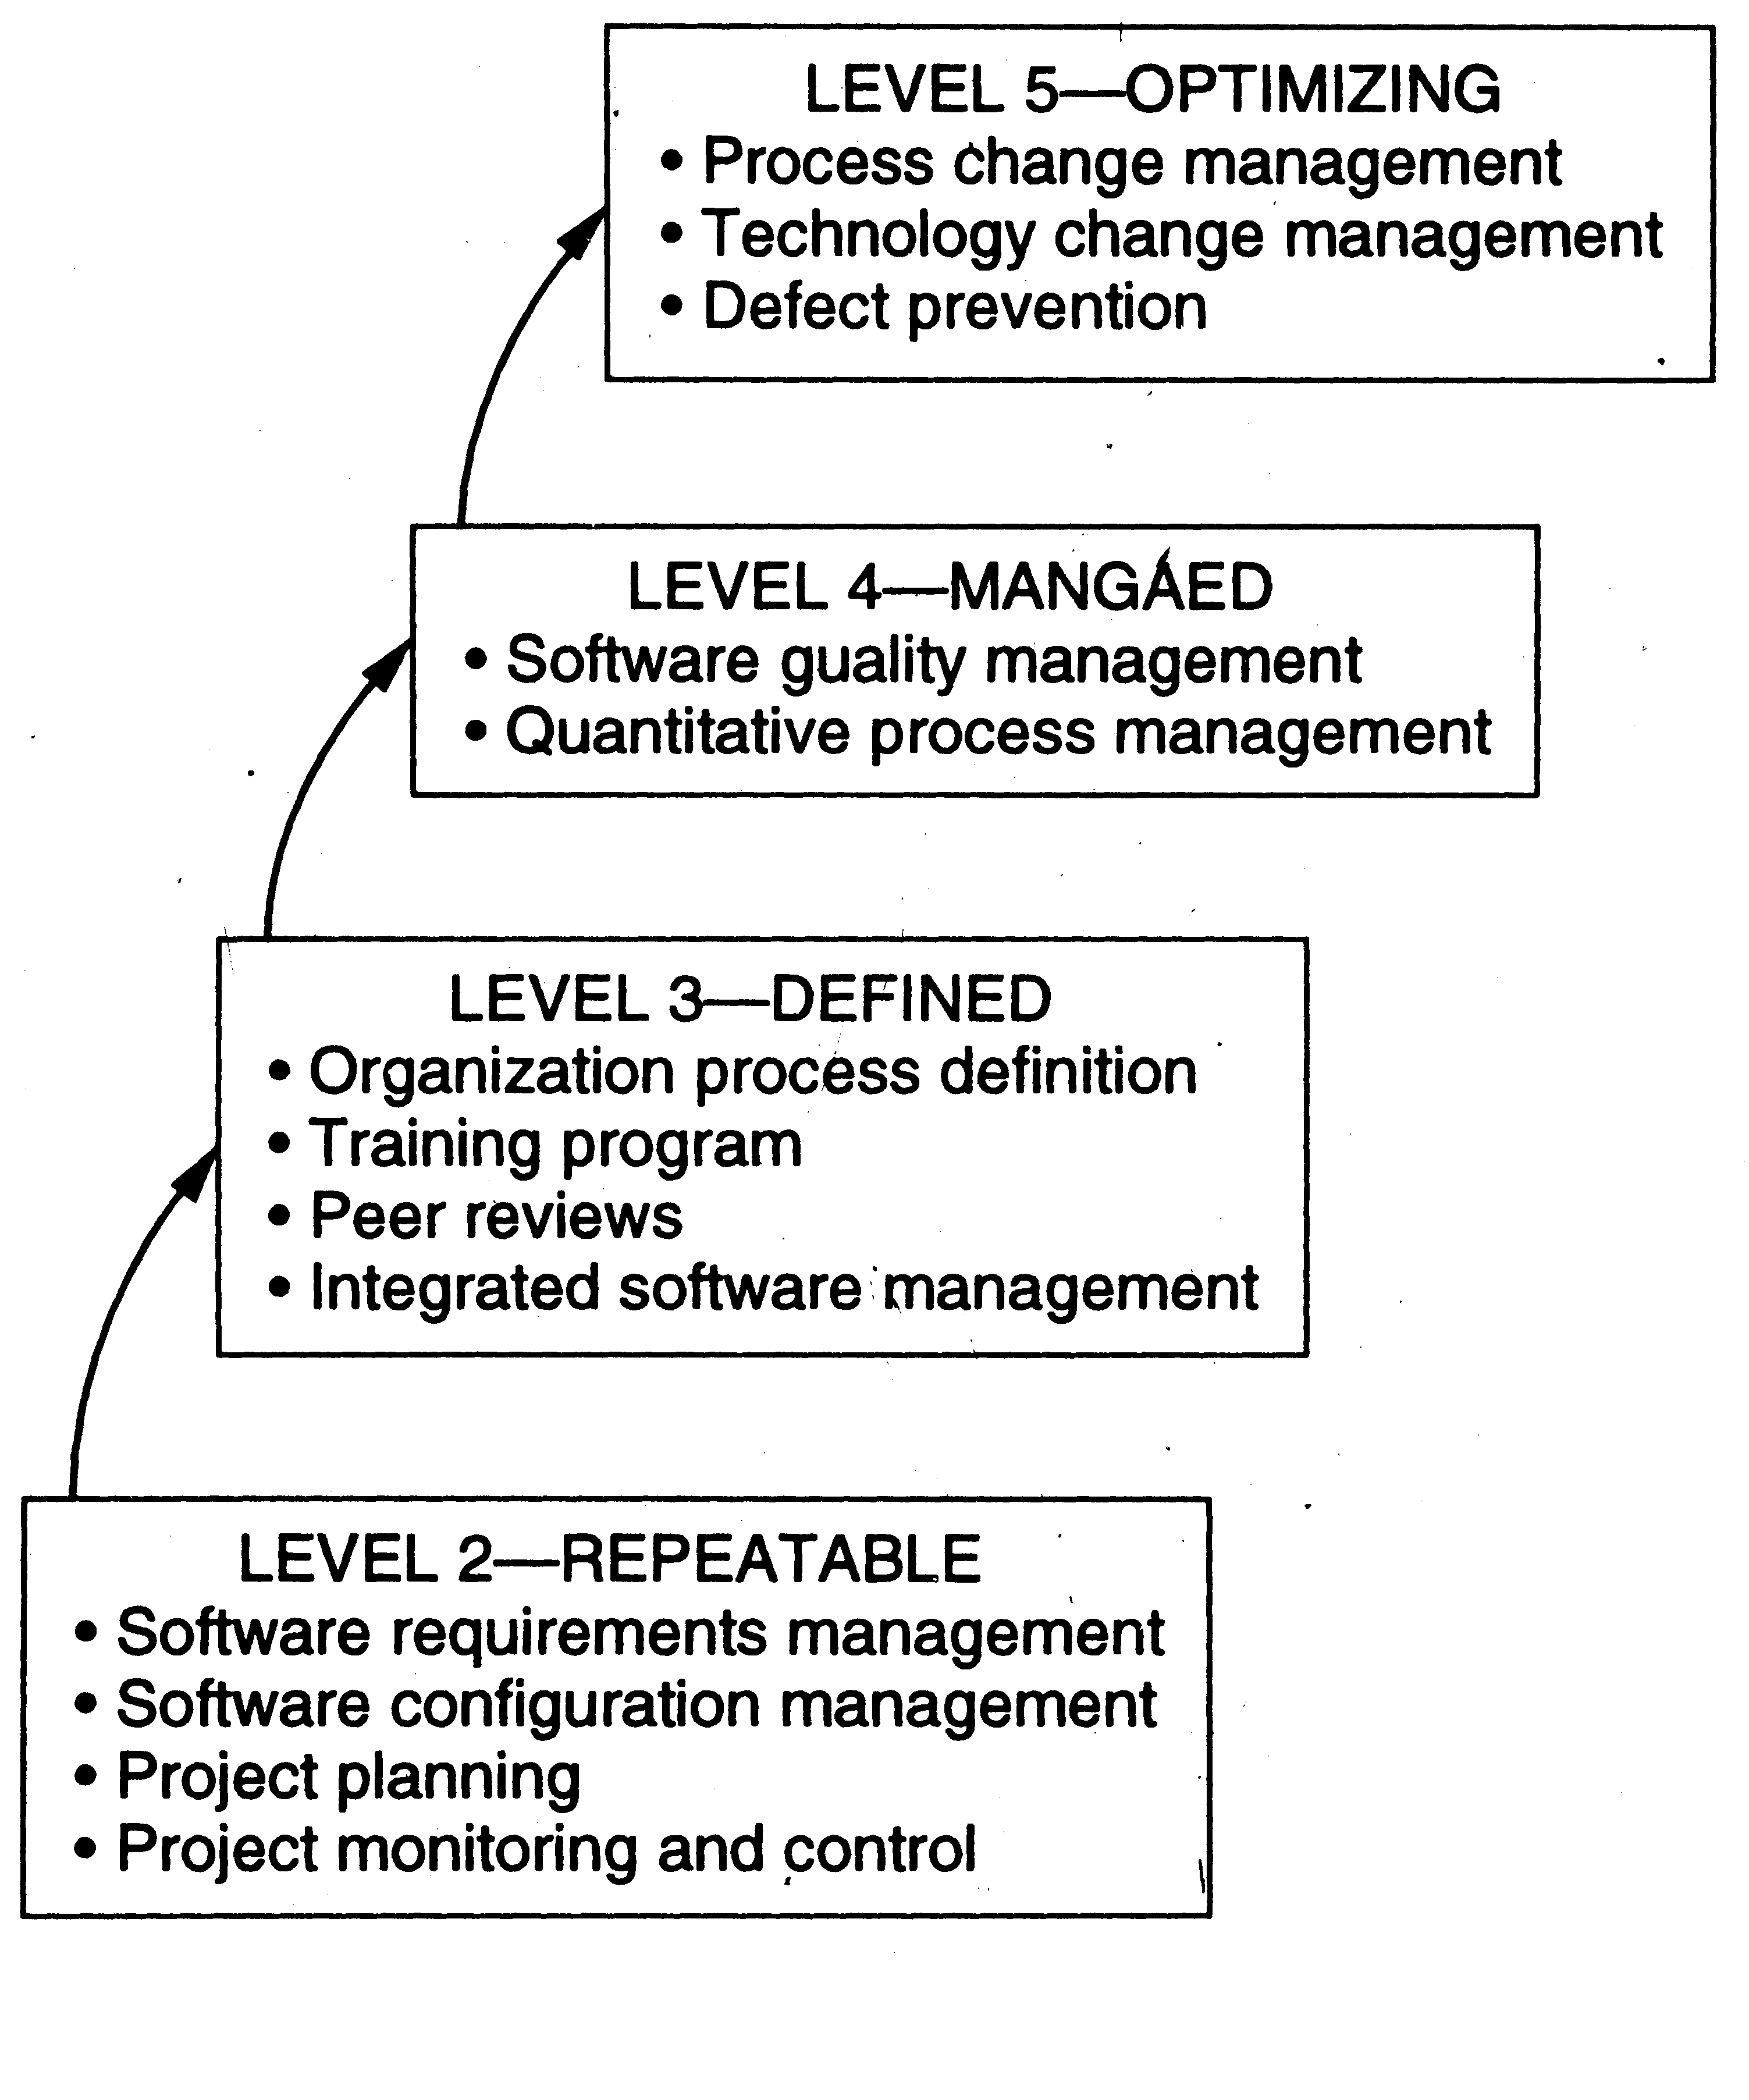 LEVEL 5—OPTIMIZING
• Process change management
• Technology change management
• Defect prevention
LEVEL 4—MANGAED
• Software guality management
• Quantitative process management
LEVEL 3—DEFINED
• Organization process definition
• Training program
• Peer reviews
• Integrated software management
LEVEL 2—REPEATABLE
• Software requirements management
• Software configuration management
• Project planning
• Project monitoring and control